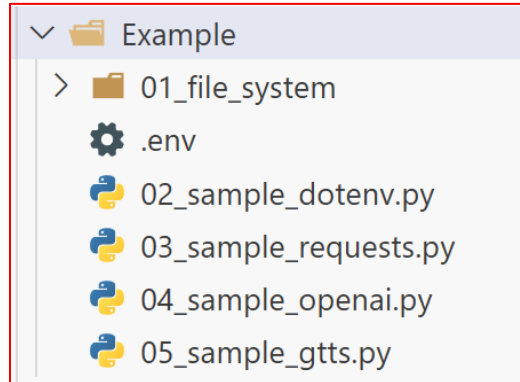 Example
01_file_system
.env
02_sample_dotenv.py
03_sample_requests.py
04_sample_openai.py
05_sample_gtts.py